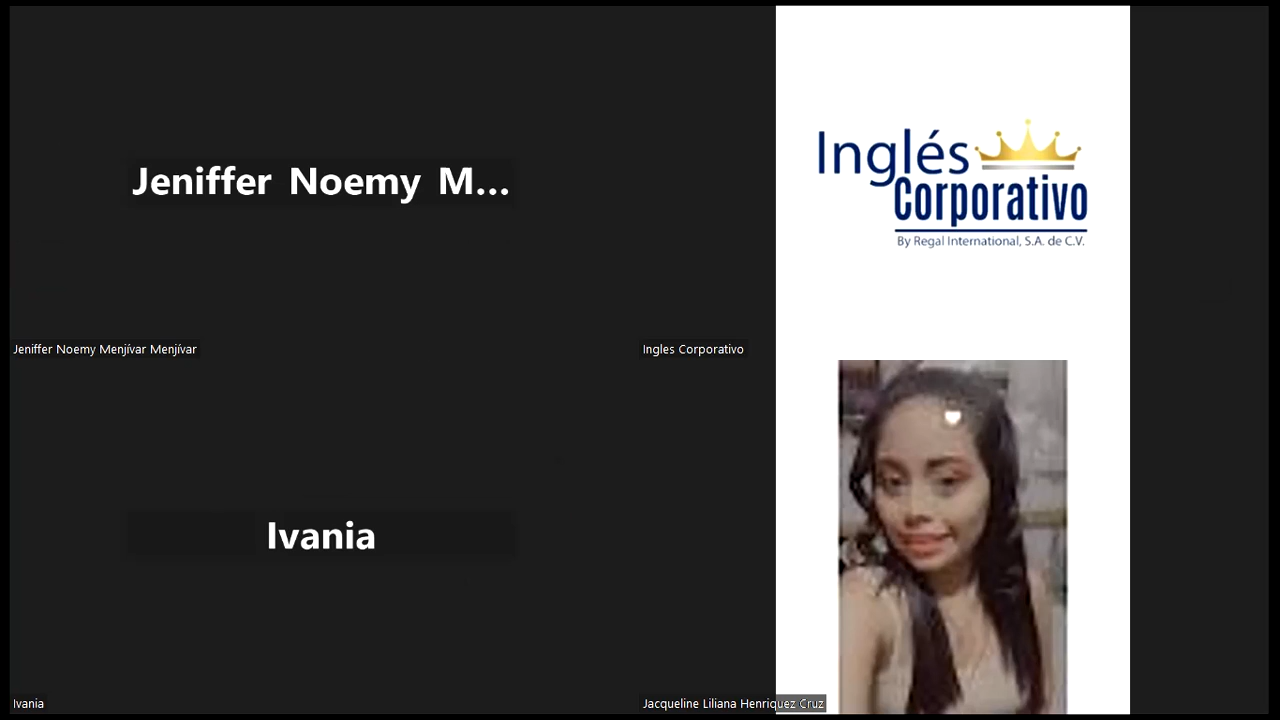 Jeniffer Noemy M...
Inglés
Corporativo
By Regal International, S.A. de C.V.
Jeniffer Noemy Menjívar Menjívar
Ingles Corporativo
Ivania
Ivania
Jacqueline Liliana Henriquez Cruz